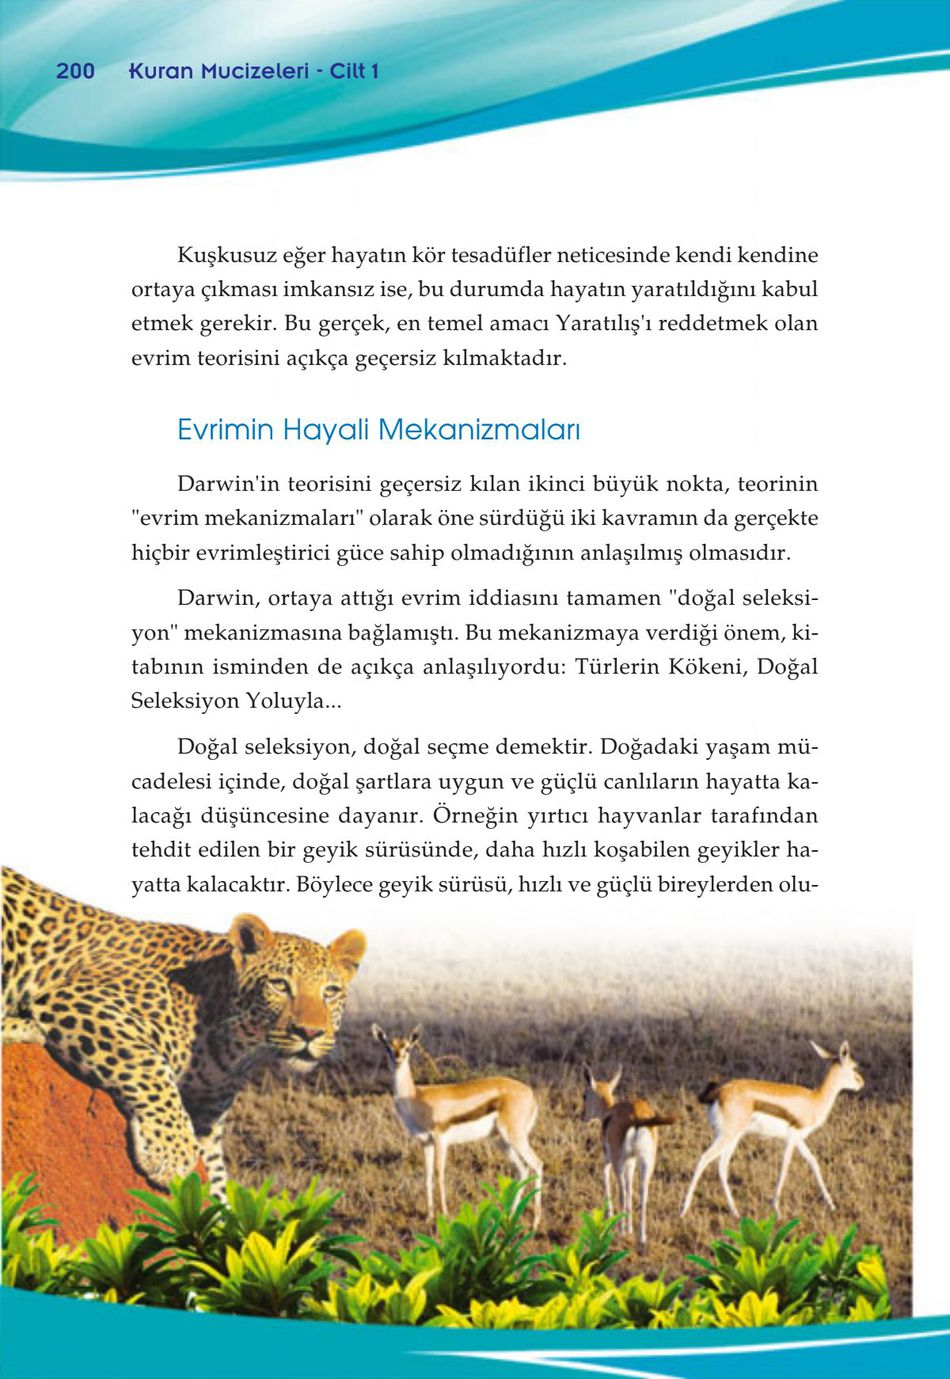 200 Kuran Mucizeleri - Cilt 1
Kuşkusuz eğer hayatın kör tesadüfler neticesinde kendi kendine
ortaya çıkması imkansız ise, bu durumda hayatın yaratıldığını kabul
etmek gerekir. Bu gerçek, en temel amacı Yaratılış'ı reddetmek olan
evrim teorisini açıkça geçersiz kılmaktadır.
Evrimin Hayali Mekanizmaları
Darwin'in teorisini geçersiz kılan ikinci büyük nokta, teorinin
"evrim mekanizmaları" olarak öne sürdüğü iki kavramın da gerçekte
hiçbir evrimleştirici güce sahip olmadığının anlaşılmış olmasıdır.
Darwin, ortaya attığı evrim iddiasını tamamen "doğal seleksi-
yon" mekanizmasına bağlamıştı. Bu mekanizmaya verdiği önem, ki-
tabının isminden de açıkça anlaşılıyordu: Türlerin Kökeni, Doğal
Seleksiyon Yoluyla...
Doğal seleksiyon, doğal seçme demektir. Doğadaki yaşam mü-
cadelesi içinde, doğal şartlara uygun ve güçlü canlıların hayatta ka-
lacağı düşüncesine dayanır. Örneğin yırtıcı hayvanlar tarafından
tehdit edilen bir geyik sürüsünde, daha hızlı koşabilen geyikler ha-
yatta kalacaktır. Böylece geyik sürüsü, hızlı ve güçlü bireylerden olu-